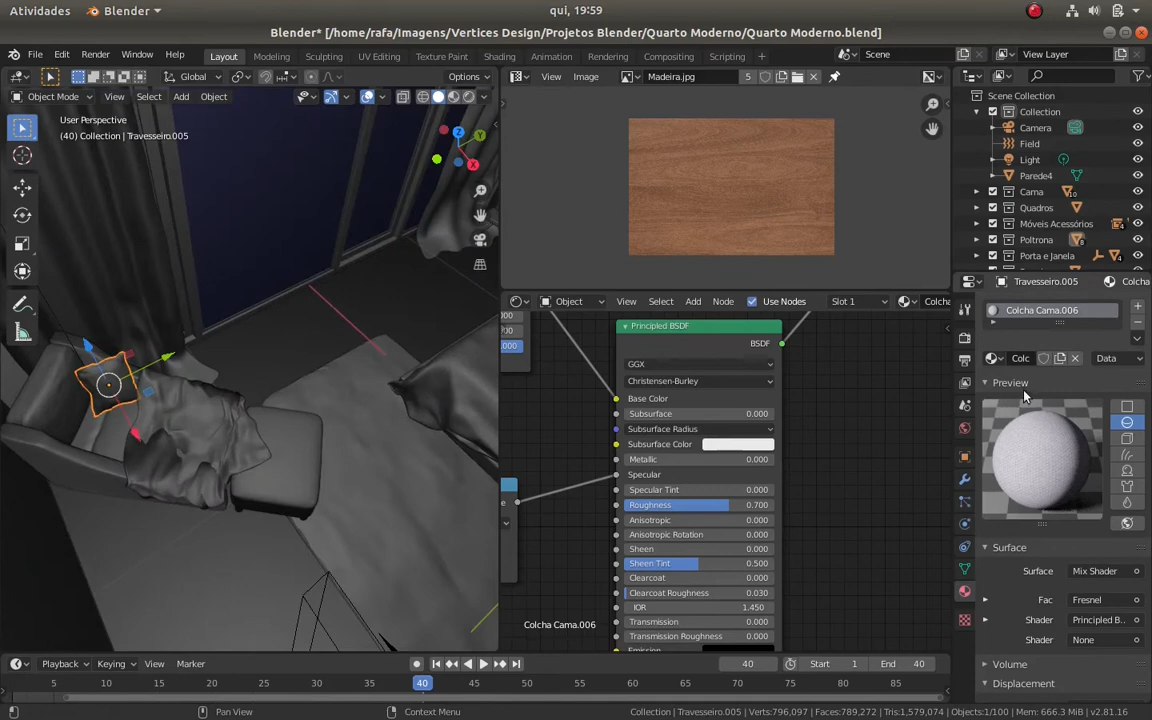 Atividades
Blender
qui, 19:59
Blender* [/home/rafa/Imagens/Vertices Design/Projetos Blender/Quarto Moderno/Quarto Moderno.blend]
File Edit Render Window Help
Layout Modeling Sculpting UV Editing Texture Paint Shading Animation Rendering Compositing Scripting
Scene
View Layer
Global
Options
View Image
Madeira.jpg
5
Object Mode
View Select Add Object
User Perspective
(40) Collection | Travesseiro.005
Z
Y
X
Scene Collection
Collection
Camera
Field
Light
Parede4
Cama
10
Quadros
Móveis Acessórios
4
Poltrona
8
Porta e Janela
4
Object
View Select Add Node
Use Nodes
Slot 1
Colcha
Travesseiro.005
Colcha
Principled BSDF
BSDF
GGX
Christensen-Burley
Base Color
Subsurface 0.000
Subsurface Radius
Subsurface Color
Metallic 0.000
Specular
Specular Tint 0.000
Roughness 0.700
Anisotropic 0.000
Anisotropic Rotation 0.000
Sheen 0.000
Sheen Tint 0.500
Clearcoat 0.000
Clearcoat Roughness 0.030
IOR 1.450
Transmission 0.000
Transmission Roughness 0.000
Colcha Cama.006
Colcha Cama.006
Colc
Data
Preview
Surface
Surface Mix Shader
Fac Fresnel
Shader Principled B..
Shader None
Volume
Displacement
Playback Keying View Marker
40
Start 1
End 40
5 10 15 20 25 30 35 40 45 50 55 60 65 70 75 80 85
Pan View
Context Menu
Collection | Travesseiro.005 | Verts:796,097 | Faces:789,272 | Tris:1,579,074 | Objects:1/100 | Mem: 666.3 MiB | v2.81.16